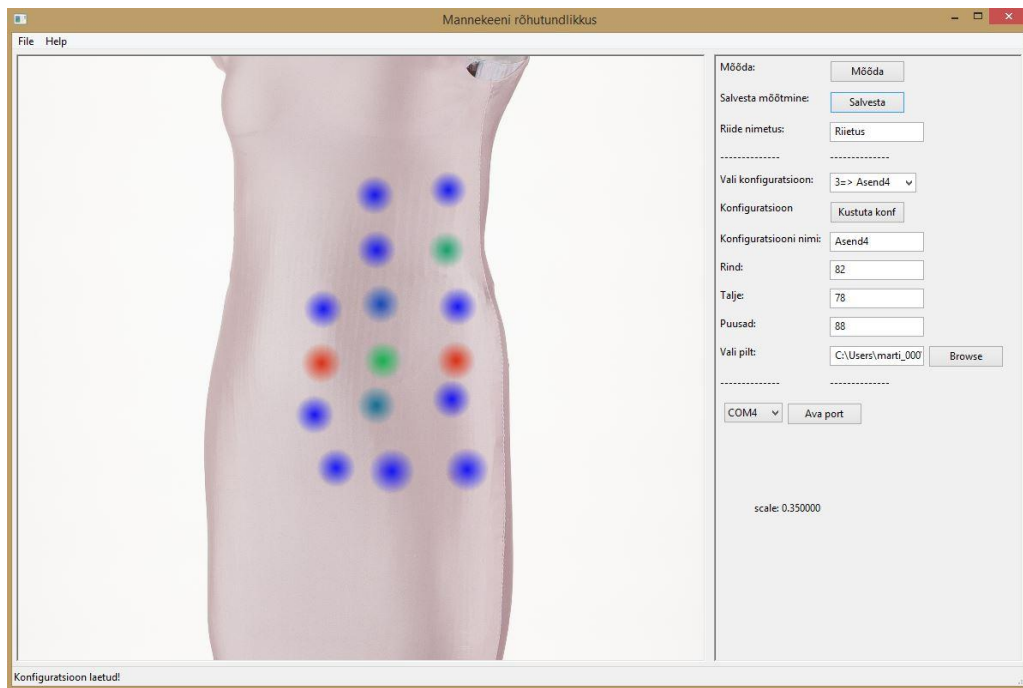 Mannekeeni rõhutundlikkus
File Help
Mõõda: Mõõda
Salvesta mõõtmine: Salvesta
Riide nimetus: Riietus
-------------- --------------
Vali konfiguratsioon: 3=> Asend4
Konfiguratsioon Kustuta konf
Konfiguratsiooni nimi: Asend4
Rind: 82
Talje: 78
Puusad: 88
Vali pilt: C:\Users\marti_000 Browse
-------------- --------------
COM4 Ava port
scale: 0.350000
Konfiguratsioon laetud!